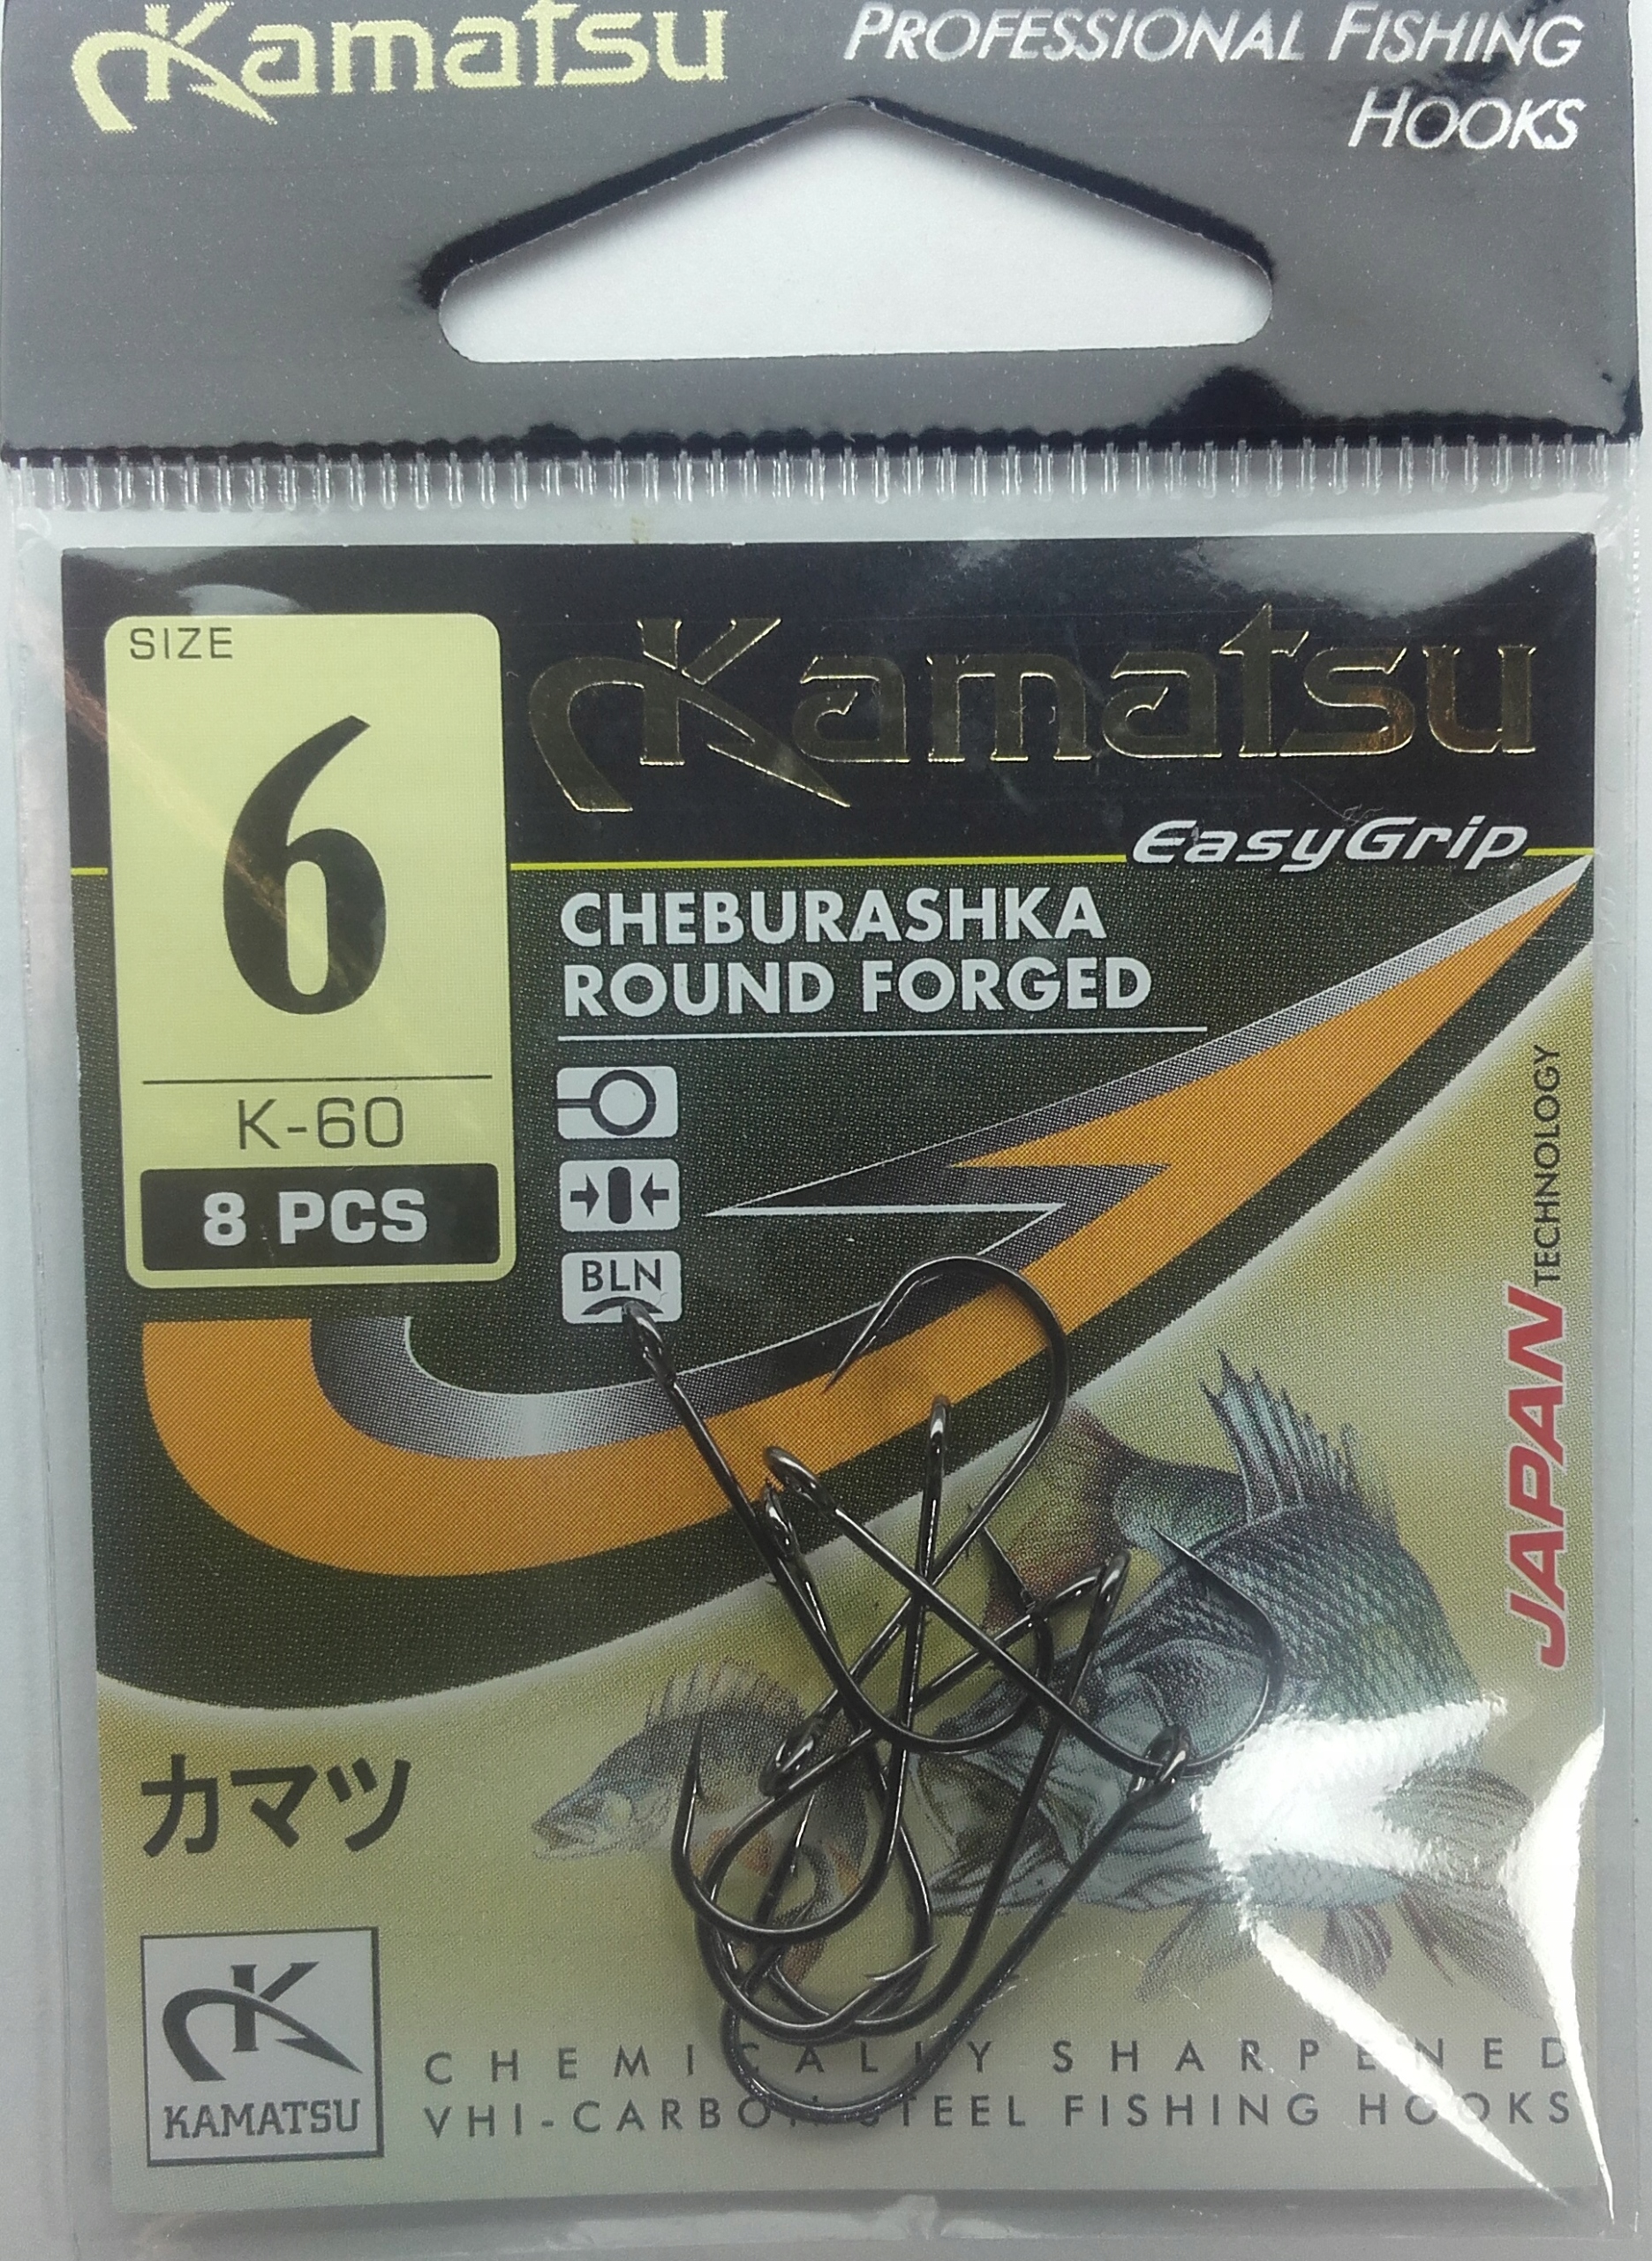 Kamatsu
PROFESSIONAL FISHING
HOOKS
SIZE
6
K-60
8 PCS
Kamatsu
EasyGrip
CHEBURASHKA
ROUND FORGED
BLN
JAPAN TECHNOLOGY
カマツ
K
KAMATSU
CHEMICALLY SHARPENED
VHI-CARBON STEEL FISHING HOOKS